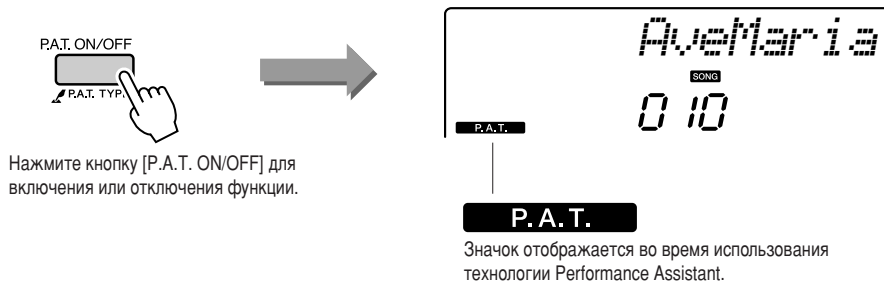 P.A.T. ON/OFF
P.A.T. TYPE
Нажмите кнопку [P.A.T. ON/OFF] для
включения или отключения функции.
AveMaria
SONG
010
P.A.T.
P.A.T.
Значок отображается во время использования
технологии Performance Assistant.